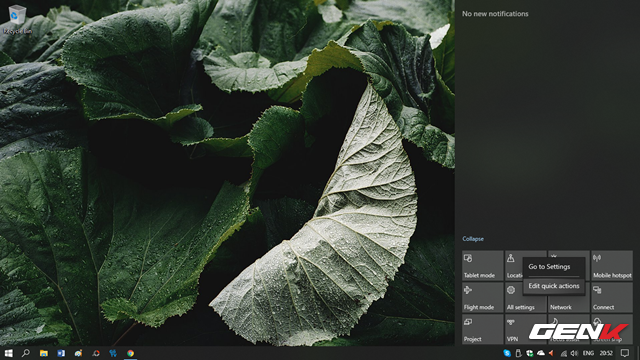 Recycle Bin
No new notifications
Collapse
Tablet mode
Mobile hotspot
Go to Settings
Edit quick actions
Flight mode
All settings
Network
Connect
Project
VPN
GENK
ENG
20:52